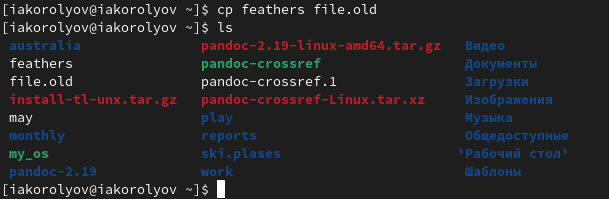 [iakorolyov@iakorolyov ~]$ cp feathers file.old
[iakorolyov@iakorolyov ~]$ ls
australia pandoc-2.19-linux-amd64.tar.gz Видео
feathers pandoc-crossref Документы
file.old pandoc-crossref.1 Загрузки
install-tl-unx.tar.gz pandoc-crossref-Linux.tar.xz Изображения
may play Музыка
monthly reports Общедоступные
my_os ski.plases 'Рабочий стол'
pandoc-2.19 work Шаблоны
[iakorolyov@iakorolyov ~]$